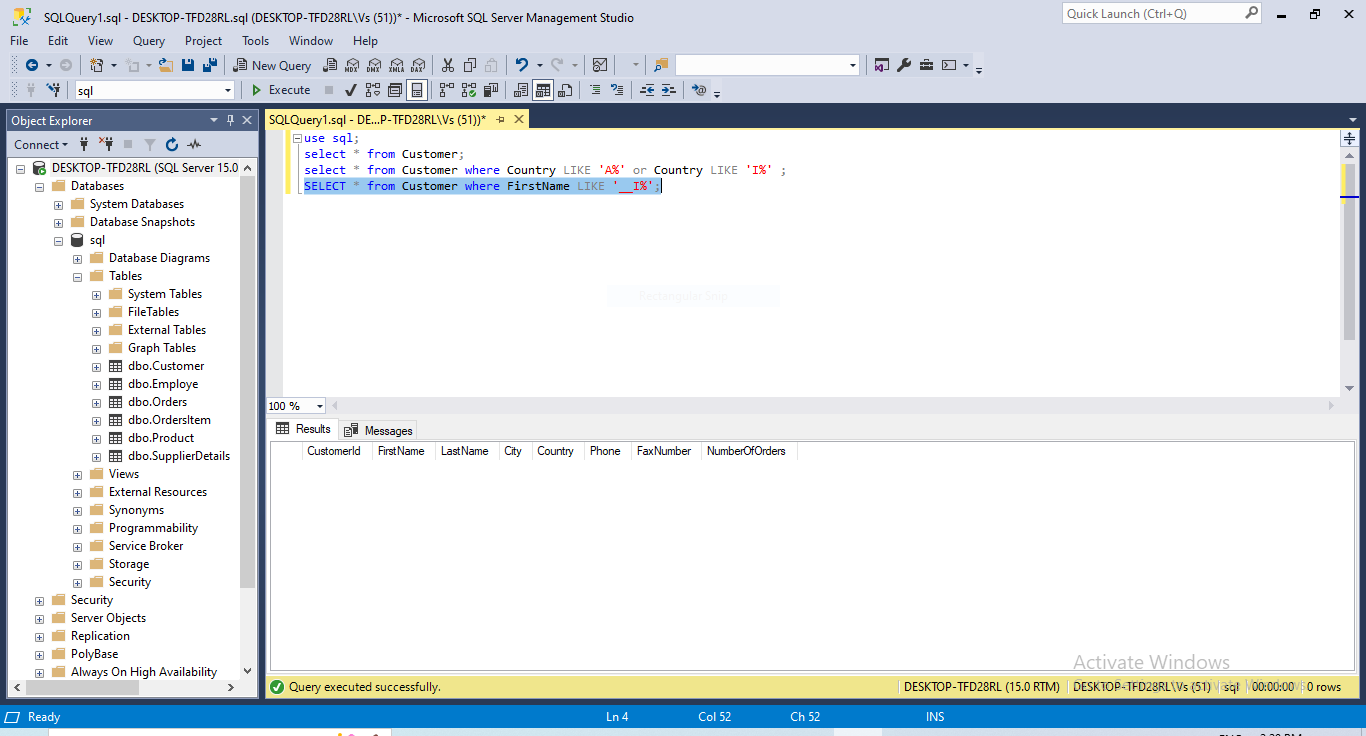 SQLQuery1.sql - DESKTOP-TFD28RL.sql (DESKTOP-TFD28RL\Vs (51))* - Microsoft SQL Server Management Studio
Quick Launch (Ctrl+Q)
File Edit View Query Project Tools Window Help
New Query MDX DMX XMLA DAX
sql Execute
Object Explorer
Connect
DESKTOP-TFD28RL (SQL Server 15.0
Databases
System Databases
Database Snapshots
sql
Database Diagrams
Tables
System Tables
FileTables
External Tables
Graph Tables
dbo.Customer
dbo.Employe
dbo.Orders
dbo.OrdersItem
dbo.Product
dbo.SupplierDetails
Views
External Resources
Synonyms
Programmability
Service Broker
Storage
Security
Security
Server Objects
Replication
PolyBase
Always On High Availability
SQLQuery1.sql - DE...P-TFD28RL\Vs (51))*
use sql;
select * from Customer;
select * from Customer where Country LIKE 'A%' or Country LIKE 'I%' ;
SELECT * from Customer where FirstName LIKE '__I%';
Rectangular Snip
100 %
Results Messages
CustomerId FirstName LastName City Country Phone FaxNumber NumberOfOrders
Activate Windows
Query executed successfully.
DESKTOP-TFD28RL (15.0 RTM) DESKTOP-TFD28RL\Vs (51) sql 00:00:00 0 rows
Ready Ln 4 Col 52 Ch 52 INS